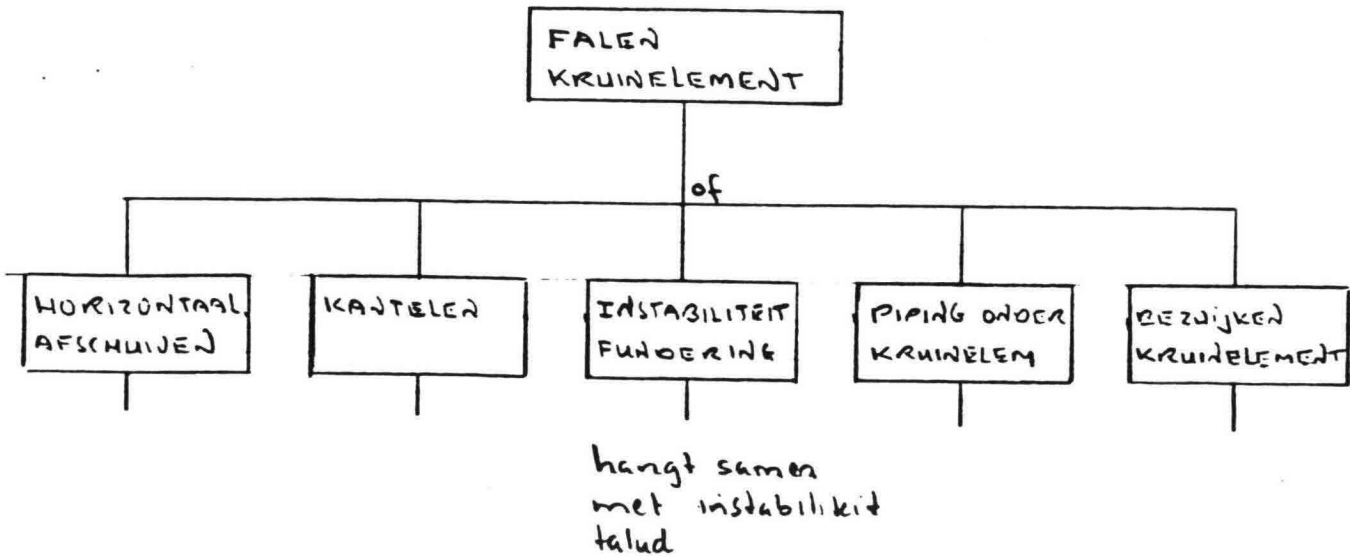 FALEN
KRUINELEMENT
of
HORIZONTAAL
AFSCHUIVEN
KANTELEN
INSTABILITEIT
FUNDERING
PIPING ONDER
KRUINELEM
BEZWIJKEN
KRUINELEMENT
hangt samen
met instabiliteit
talud